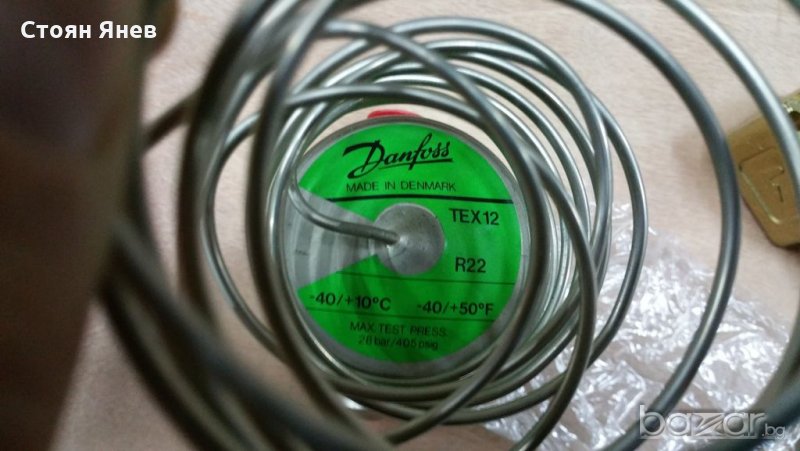 Стоян Янев
Danfoss
MADE IN DENMARK
TEX12
R22
-40/+10°C -40/+50°F
MAX. TEST PRESS.
28 bar/405 psig
bazar.bg